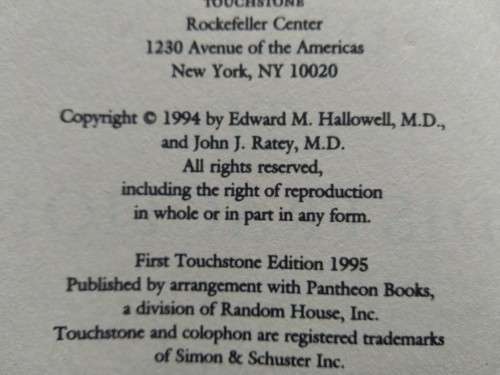 TOUCHSTONE
Rockefeller Center
1230 Avenue of the Americas
New York, NY 10020
Copyright © 1994 by Edward M. Hallowell, M.D.,
and John J. Ratey, M.D.
All rights reserved,
including the right of reproduction
in whole or in part in any form.
First Touchstone Edition 1995
Published by arrangement with Pantheon Books,
a division of Random House, Inc.
Touchstone and colophon are registered trademarks
of Simon & Schuster Inc.